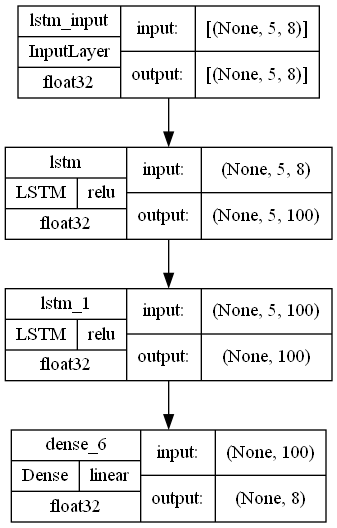 lstm_input input: [(None, 5, 8)]
InputLayer
float32 output: [(None, 5, 8)]
lstm input: (None, 5, 8)
LSTM relu
float32 output: (None, 5, 100)
lstm_1 input: (None, 5, 100)
LSTM relu
float32 output: (None, 100)
dense_6 input: (None, 100)
Dense linear
float32 output: (None, 8)